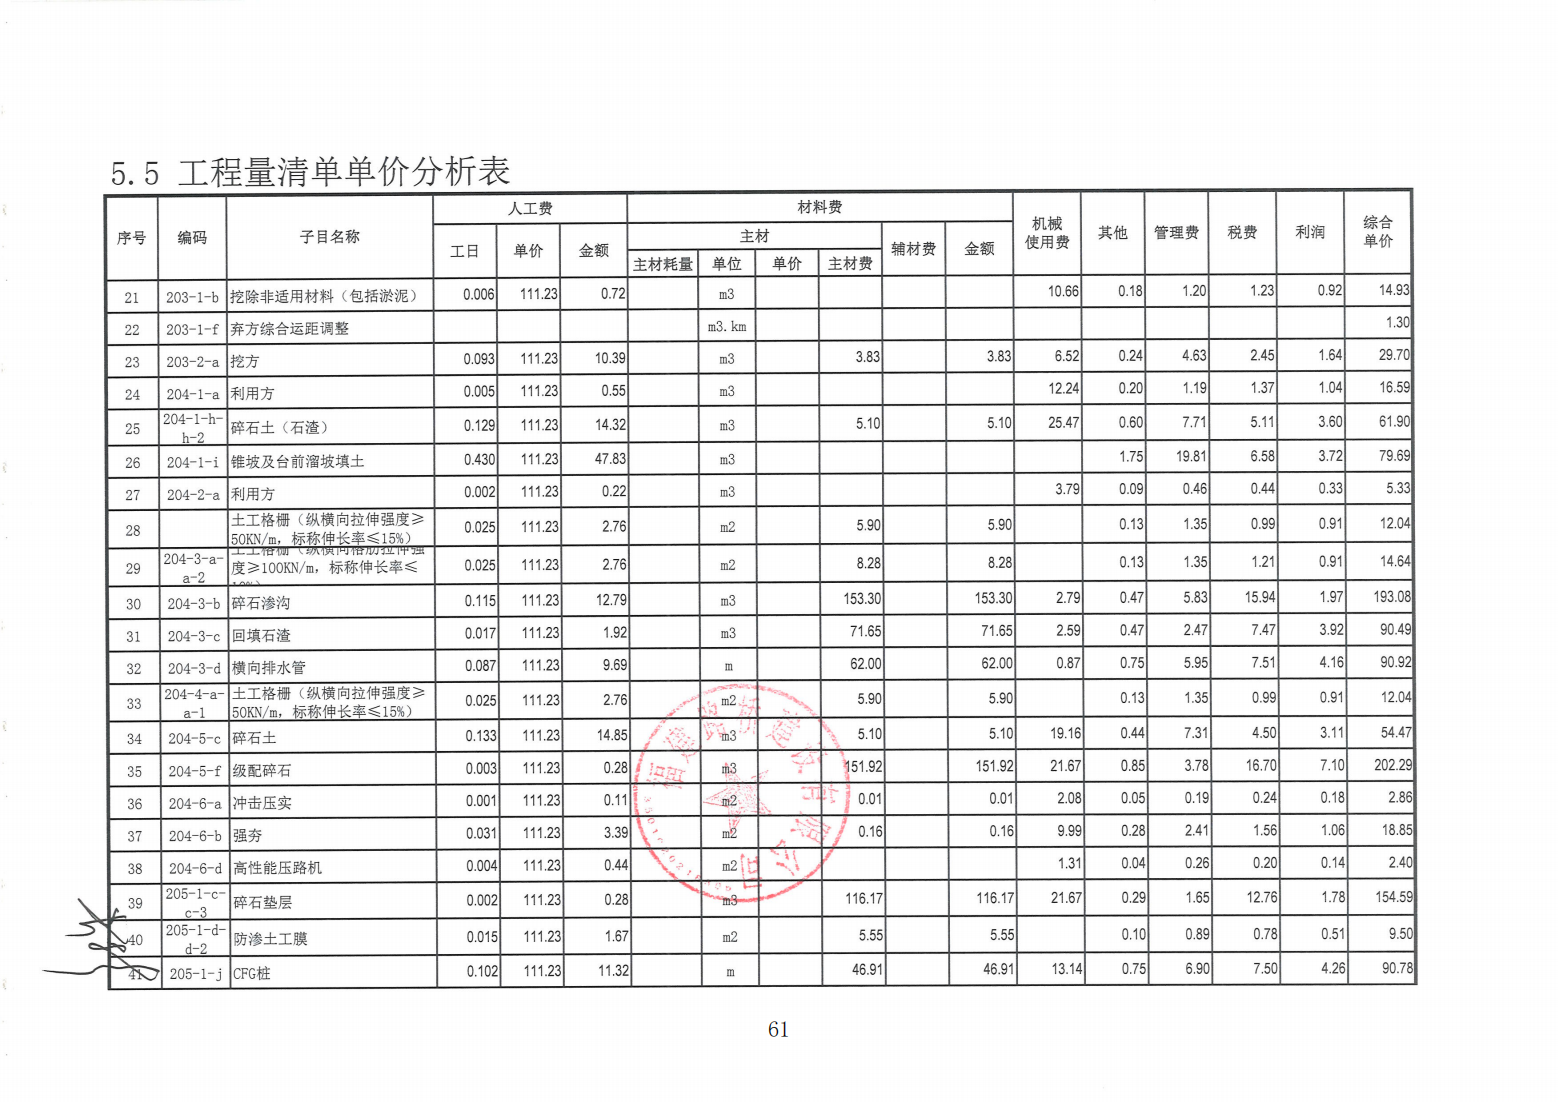 5.5 工程量清单单价分析表
序号 编码 子目名称 人工费 材料费 机械使用费 其他 管理费 税费 利润 综合单价
工日 单价 金额 主材 辅材费 金额
主材耗量 单位 单价 主材费
21 203-1-b 挖除非适用材料（包括淤泥） 0.006 111.23 0.72 m3 10.66 0.18 1.20 1.23 0.92 14.93
22 203-1-f 弃方综合运距调整 m3.km 1.30
23 203-2-a 挖方 0.093 111.23 10.39 m3 3.83 3.83 6.52 0.24 4.63 2.45 1.64 29.70
24 204-1-a 利用方 0.005 111.23 0.55 m3 12.24 0.20 1.19 1.37 1.04 16.59
25 204-1-h-h-2 碎石土（石渣） 0.129 111.23 14.32 m3 5.10 5.10 25.47 0.60 7.71 5.11 3.60 61.90
26 204-1-i 锥坡及台前溜坡填土 0.430 111.23 47.83 m3 1.75 19.81 6.58 3.72 79.69
27 204-2-a 利用方 0.002 111.23 0.22 m3 3.79 0.09 0.46 0.44 0.33 5.33
28 土工格栅（纵横向拉伸强度≥50KN/m，标称伸长率≤15%） 0.025 111.23 2.76 m2 5.90 5.90 0.13 1.35 0.99 0.91 12.04
29 204-3-a-a-2 土工格栅（纵横向格肋拉伸强度≥100KN/m，标称伸长率≤ 0.025 111.23 2.76 m2 8.28 8.28 0.13 1.35 1.21 0.91 14.64
30 204-3-b 碎石渗沟 0.115 111.23 12.79 m3 153.30 153.30 2.79 0.47 5.83 15.94 1.97 193.08
31 204-3-c 回填石渣 0.017 111.23 1.92 m3 71.65 71.65 2.59 0.47 2.47 7.47 3.92 90.49
32 204-3-d 横向排水管 0.087 111.23 9.69 m 62.00 62.00 0.87 0.75 5.95 7.51 4.16 90.92
33 204-4-a-a-1 土工格栅（纵横向拉伸强度≥50KN/m，标称伸长率≤15%） 0.025 111.23 2.76 m2 5.90 5.90 0.13 1.35 0.99 0.91 12.04
34 204-5-c 碎石土 0.133 111.23 14.85 m3 5.10 5.10 19.16 0.44 7.31 4.50 3.11 54.47
35 204-5-f 级配碎石 0.003 111.23 0.28 m3 151.92 151.92 21.67 0.85 3.78 16.70 7.10 202.29
36 204-6-a 冲击压实 0.001 111.23 0.11 m2 0.01 0.01 2.08 0.05 0.19 0.24 0.18 2.86
37 204-6-b 强夯 0.031 111.23 3.39 m2 0.16 0.16 9.99 0.28 2.41 1.56 1.06 18.85
38 204-6-d 高性能压路机 0.004 111.23 0.44 m2 1.31 0.04 0.26 0.20 0.14 2.40
39 205-1-c-c-3 碎石垫层 0.002 111.23 0.28 m3 116.17 116.17 21.67 0.29 1.65 12.76 1.78 154.59
40 205-1-d-d-2 防渗土工膜 0.015 111.23 1.67 m2 5.55 5.55 0.10 0.89 0.78 0.51 9.50
41 205-1-j CFG桩 0.102 111.23 11.32 m 46.91 46.91 13.14 0.75 6.90 7.50 4.26 90.78
福建路桥建设有限公司
61